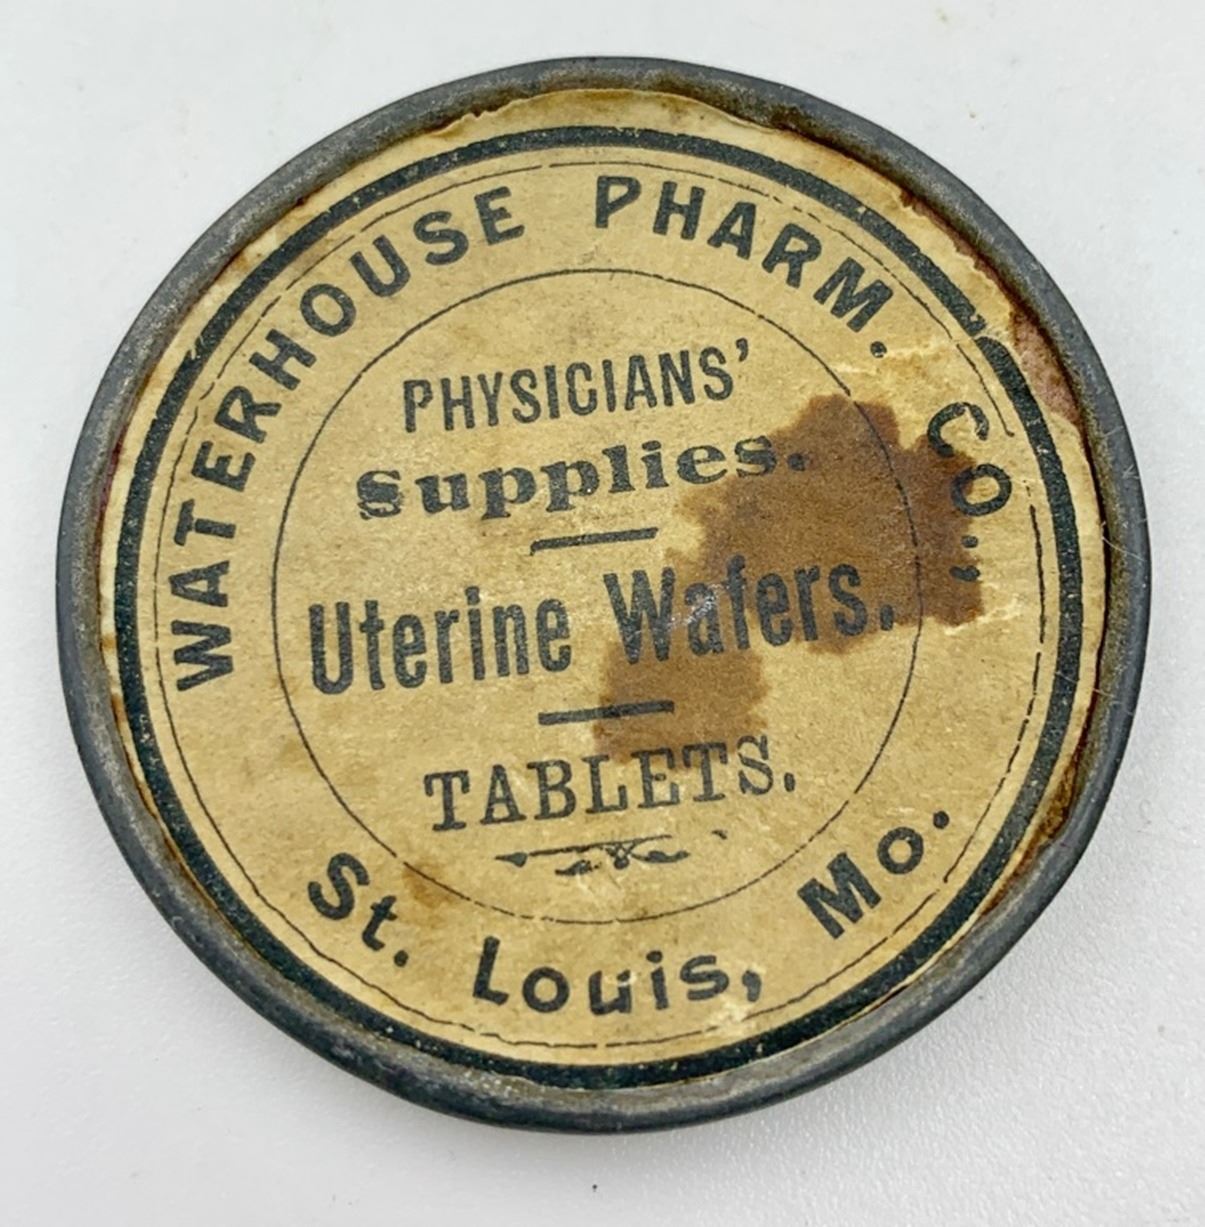 WATERHOUSE PHARM. CO.,
PHYSICIANS'
Supplies.
Uterine Wafers.
TABLETS.
St. Louis, Mo.